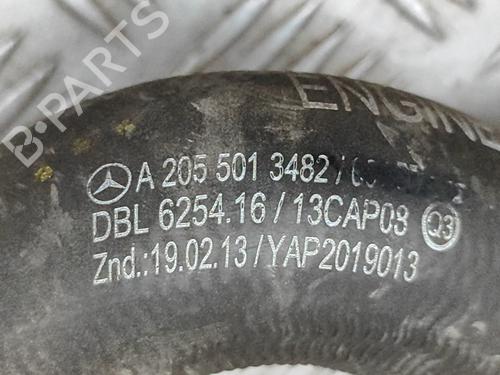 B-PARTS
ENGINE
A 205 501 3482
DBL 6254.16 / 13CAP08 Q3
Znd.:19.02.13 / YAP2019013